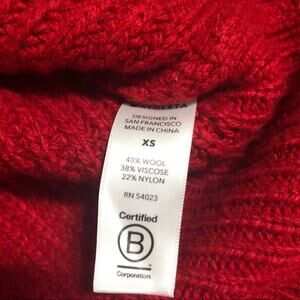 DESIGNED IN
SAN FRANCISCO
MADE IN CHINA
XS
40% WOOL
38% VISCOSE
22% NYLON
RN 54023
Certified
B
Corporation